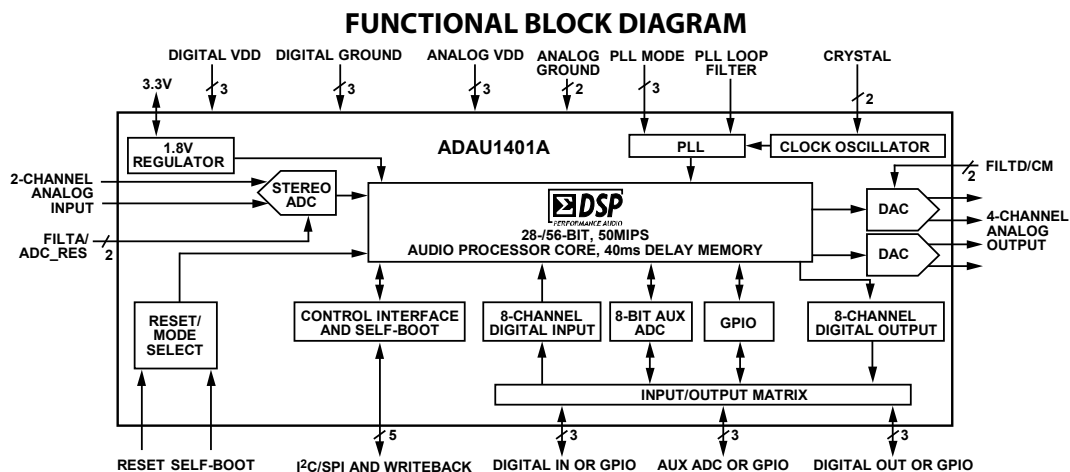 FUNCTIONAL BLOCK DIAGRAM
DIGITAL VDD
DIGITAL GROUND
ANALOG VDD
ANALOG
GROUND
PLL MODE
PLL LOOP
FILTER
CRYSTAL
3.3V
3
3
3
2
3
2
1.8V
REGULATOR
ADAU1401A
PLL
CLOCK OSCILLATOR
2-CHANNEL
ANALOG
INPUT
STEREO
ADC
FILTA/
ADC_RES
2
ΣDSP
PERFORMANCE AUDIO
28-/56-BIT, 50MIPS
AUDIO PROCESSOR CORE, 40ms DELAY MEMORY
DAC
DAC
2
FILTD/CM
4-CHANNEL
ANALOG
OUTPUT
RESET/
MODE
SELECT
CONTROL INTERFACE
AND SELF-BOOT
8-CHANNEL
DIGITAL INPUT
8-BIT AUX
ADC
GPIO
8-CHANNEL
DIGITAL OUTPUT
INPUT/OUTPUT MATRIX
5
3
3
3
RESET
SELF-BOOT
I²C/SPI AND WRITEBACK
DIGITAL IN OR GPIO
AUX ADC OR GPIO
DIGITAL OUT OR GPIO